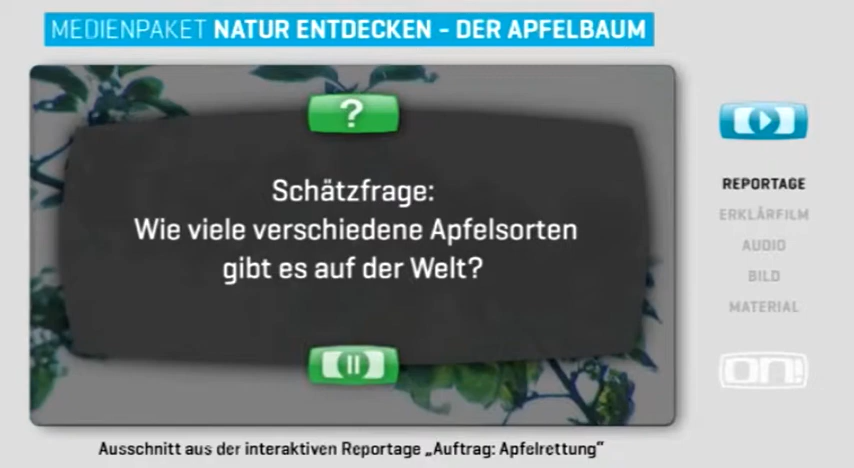 MEDIENPAKET NATUR ENTDECKEN - DER APFELBAUM
?
Schätzfrage:
Wie viele verschiedene Apfelsorten
gibt es auf der Welt?
REPORTAGE
ERKLÄRFILM
AUDIO
BILD
MATERIAL
on!
Ausschnitt aus der interaktiven Reportage „Auftrag: Apfelrettung"